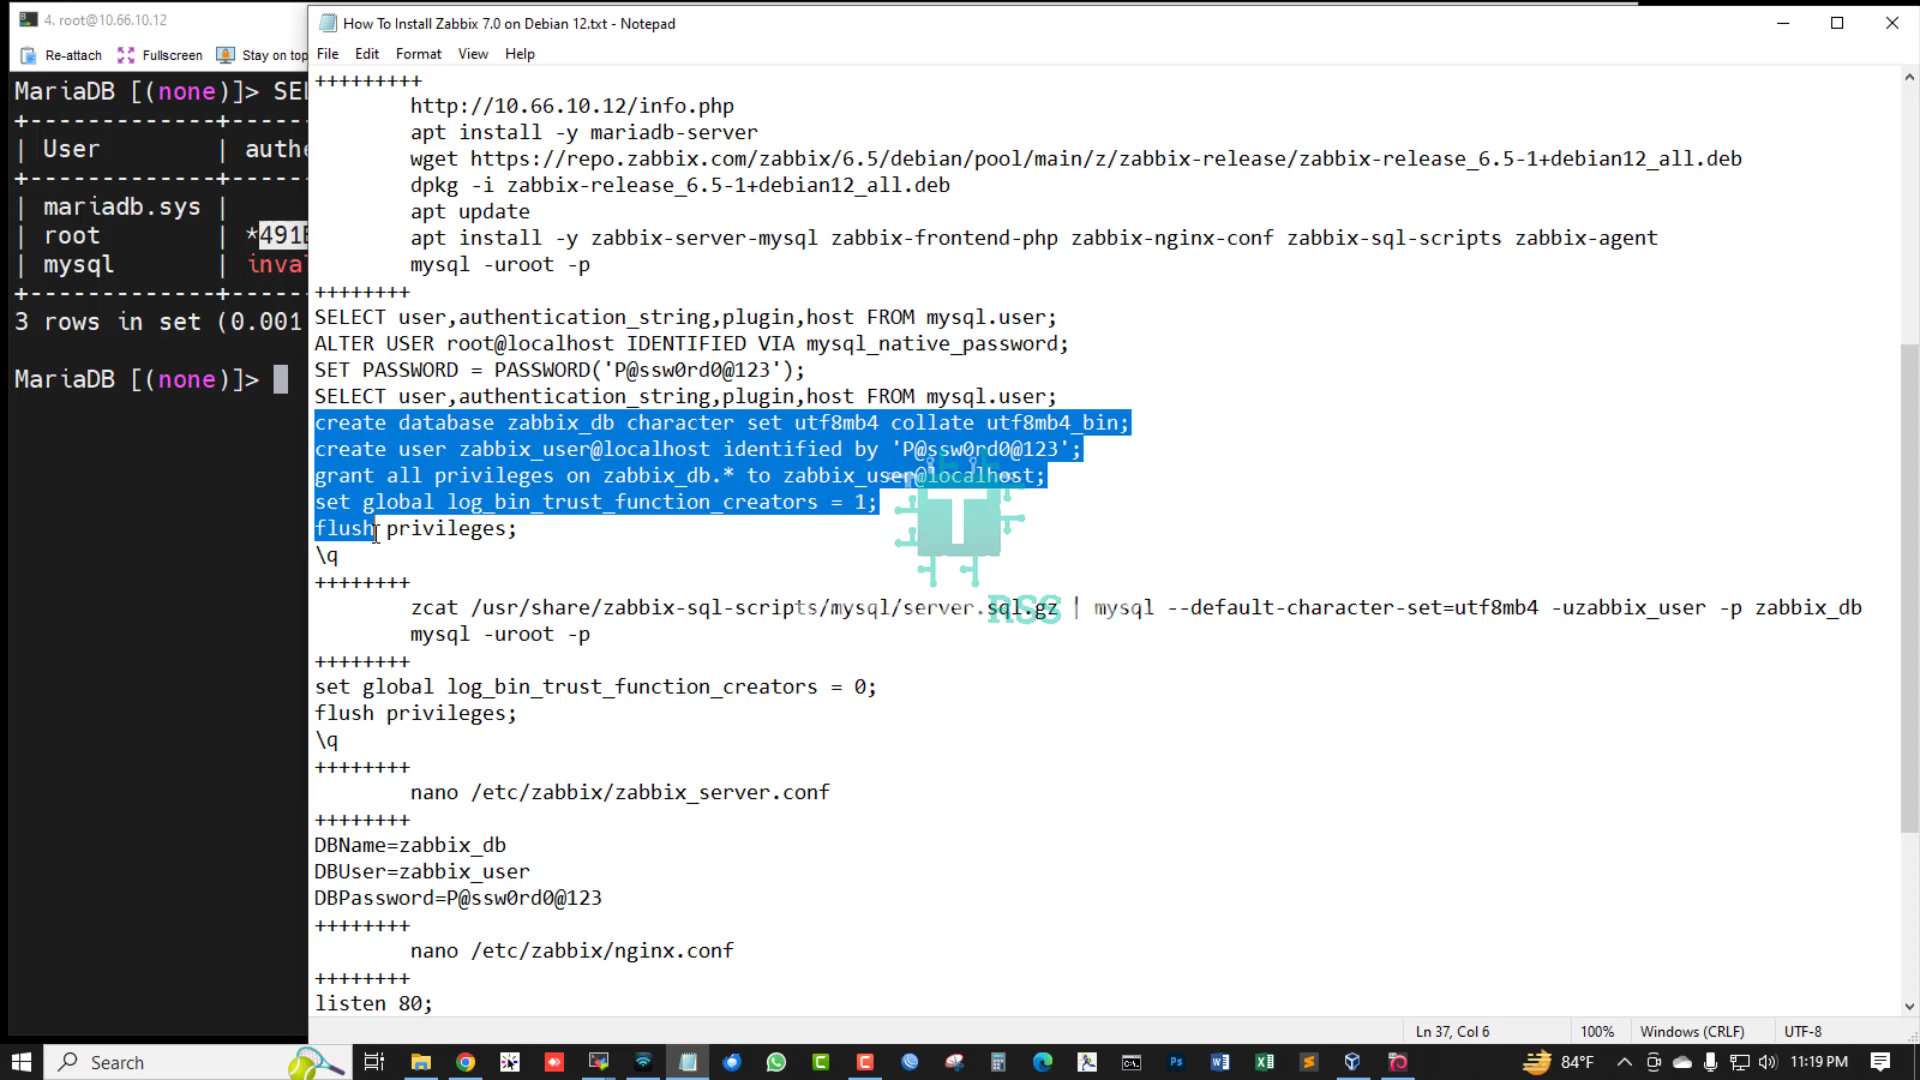 4. root@10.66.10.12
Re-attach Fullscreen Stay on top
MariaDB [(none)]> SEL
+-------------+-----
| User | authe
+-------------+-----
| mariadb.sys |
| root | *491E
| mysql | inva
+-------------+-----
3 rows in set (0.001
MariaDB [(none)]>
How To Install Zabbix 7.0 on Debian 12.txt - Notepad
File Edit Format View Help
+++++++++
http://10.66.10.12/info.php
apt install -y mariadb-server
wget https://repo.zabbix.com/zabbix/6.5/debian/pool/main/z/zabbix-release/zabbix-release_6.5-1+debian12_all.deb
dpkg -i zabbix-release_6.5-1+debian12_all.deb
apt update
apt install -y zabbix-server-mysql zabbix-frontend-php zabbix-nginx-conf zabbix-sql-scripts zabbix-agent
mysql -uroot -p
++++++++
SELECT user,authentication_string,plugin,host FROM mysql.user;
ALTER USER root@localhost IDENTIFIED VIA mysql_native_password;
SET PASSWORD = PASSWORD('P@ssw0rd0@123');
SELECT user,authentication_string,plugin,host FROM mysql.user;
create database zabbix_db character set utf8mb4 collate utf8mb4_bin;
create user zabbix_user@localhost identified by 'P@ssw0rd0@123';
grant all privileges on zabbix_db.* to zabbix_user@localhost;
set global log_bin_trust_function_creators = 1;
flush privileges;
\q
++++++++
zcat /usr/share/zabbix-sql-scripts/mysql/server.sql.gz | mysql --default-character-set=utf8mb4 -uzabbix_user -p zabbix_db
mysql -uroot -p
++++++++
set global log_bin_trust_function_creators = 0;
flush privileges;
\q
++++++++
nano /etc/zabbix/zabbix_server.conf
++++++++
DBName=zabbix_db
DBUser=zabbix_user
DBPassword=P@ssw0rd0@123
++++++++
nano /etc/zabbix/nginx.conf
++++++++
listen 80;
T
RSS
Ln 37, Col 6 100% Windows (CRLF) UTF-8
Search
84°F 11:19 PM